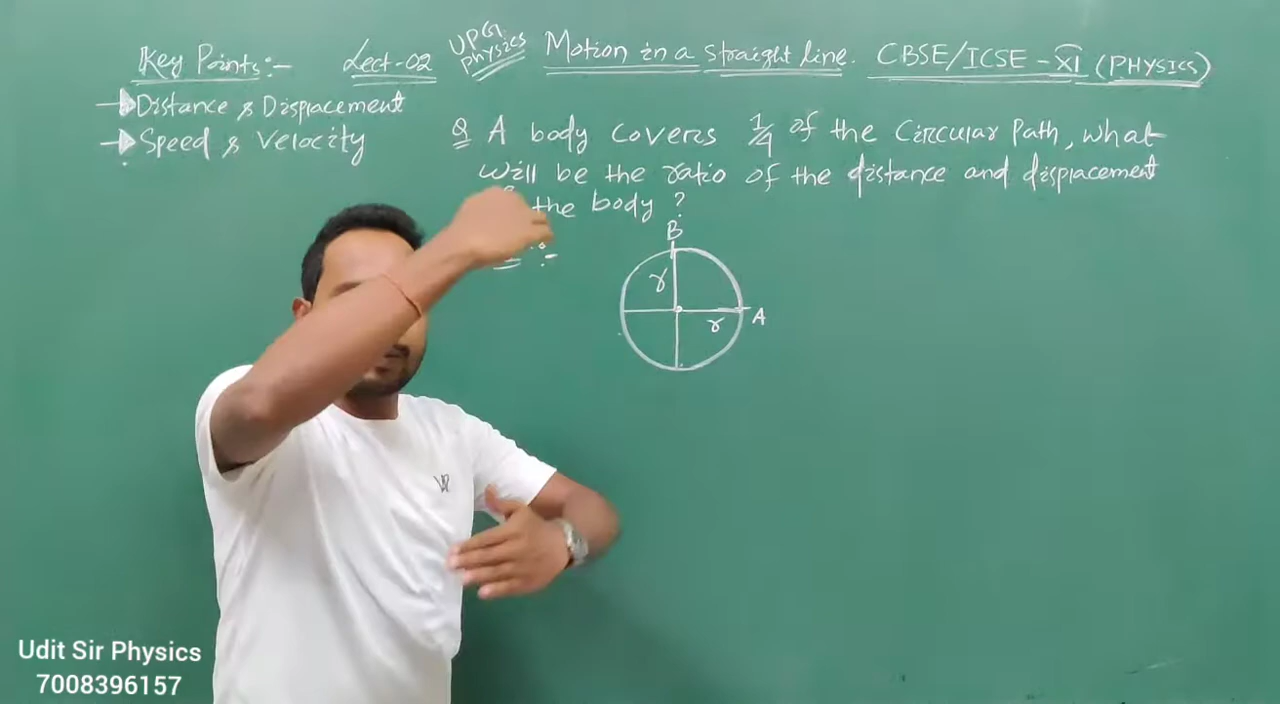 Key Points:-
Lect-02
UPG
Physics
Motion in a straight line.
CBSE/ICSE-XI (PHYSICS)
Distance & Displacement
Speed & Velocity
Q A body covers 1/4 of the Circular Path, what
will be the ratio of the distance and displacement
the body ?
B
r
r
A
Udit Sir Physics
7008396157